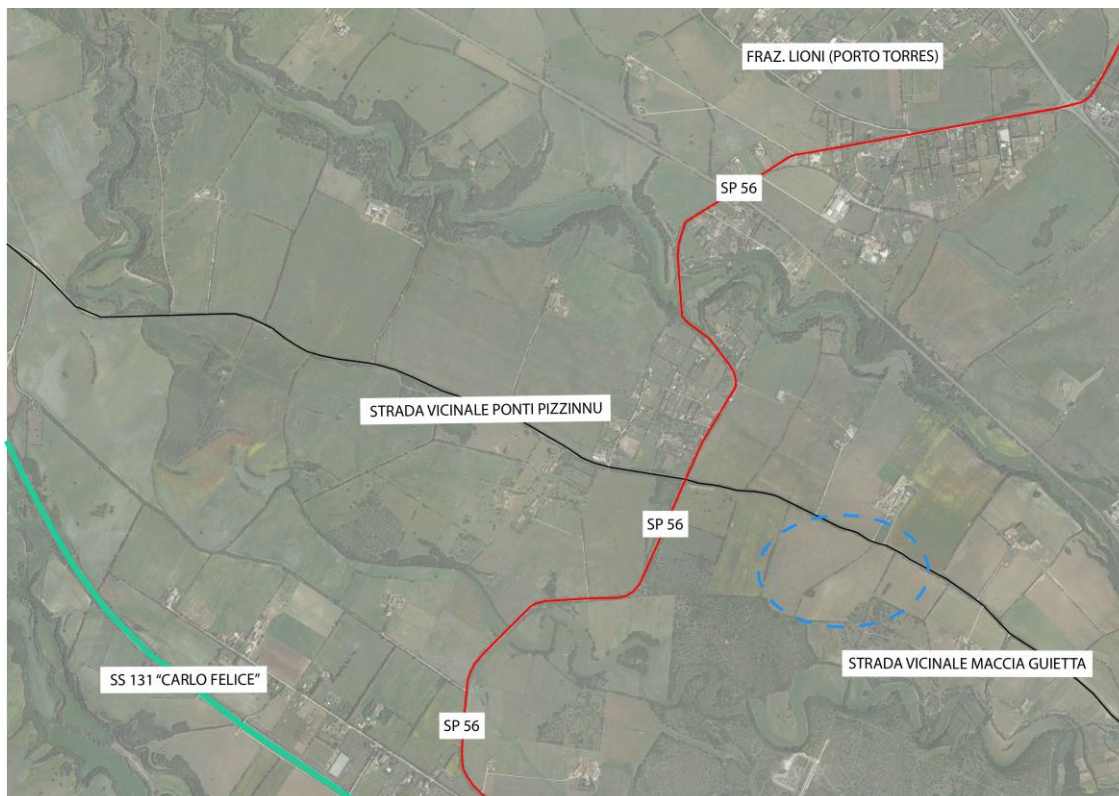 FRAZ. LIONI (PORTO TORRES)
SP 56
STRADA VICINALE PONTI PIZZINNU
SP 56
STRADA VICINALE MACCIA GUIETTA
SS 131 “CARLO FELICE”
SP 56